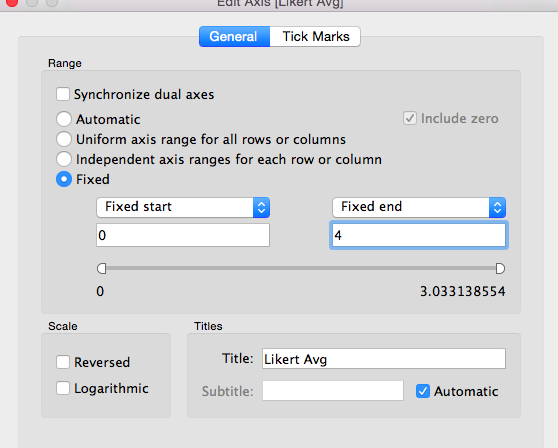 Edit Axis [Likert Avg]
General Tick Marks
Range
Synchronize dual axes
Automatic Include zero
Uniform axis range for all rows or columns
Independent axis ranges for each row or column
Fixed
Fixed start Fixed end
0 4
0 3.033138554
Scale Titles
Reversed Title: Likert Avg
Logarithmic Subtitle: Automatic